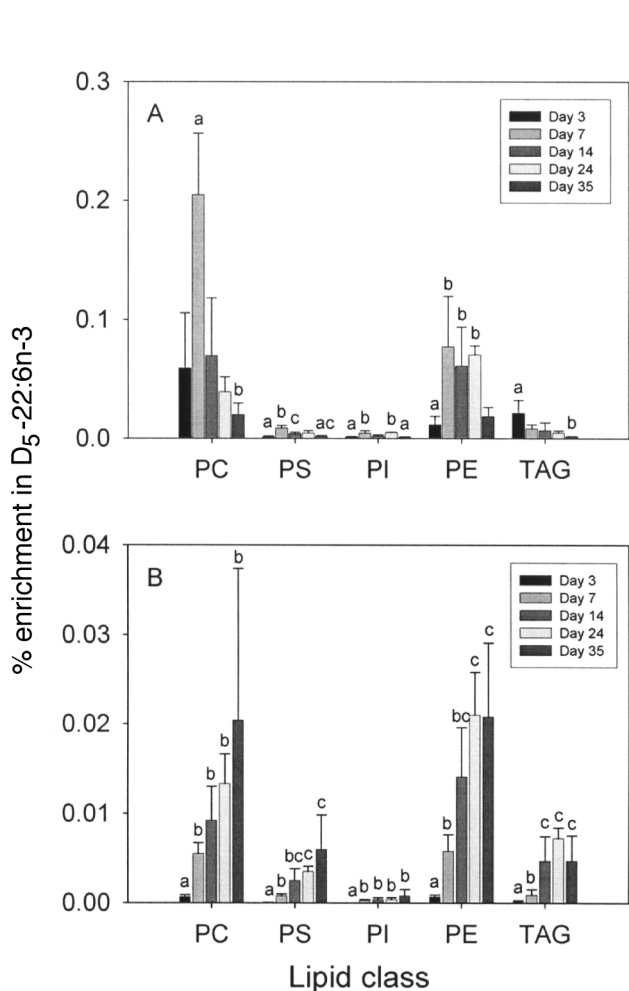 % enrichment in D5-22:6n-3
0.3
0.2
0.1
0.0
A
Day 3
Day 7
Day 14
Day 24
Day 35
a
b
a
b
c
ac
a
b
b
a
a
b
b
b
a
b
PC PS PI PE TAG
0.04
0.03
0.02
0.01
0.00
B
Day 3
Day 7
Day 14
Day 24
Day 35
a
b
b
b
b
a
b
bc
c
c
a
b
b
b
b
a
b
bc
c
c
a
b
c
c
c
PC PS PI PE TAG
Lipid class